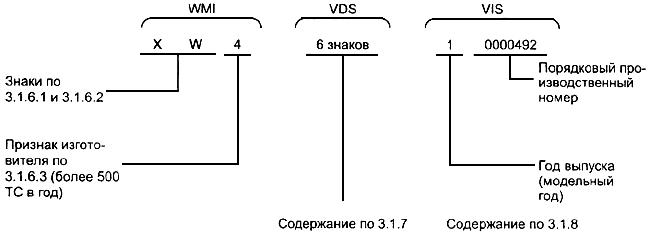 WMI VDS VIS
X W 4 6 знаков 1 0000492
Знаки по
3.1.6.1 и 3.1.6.2
Порядковый про-
изводственный
номер
Признак изгото-
вителя по
3.1.6.3 (более 500
ТС в год)
Год выпуска
(модельный
год)
Содержание по 3.1.7 Содержание по 3.1.8